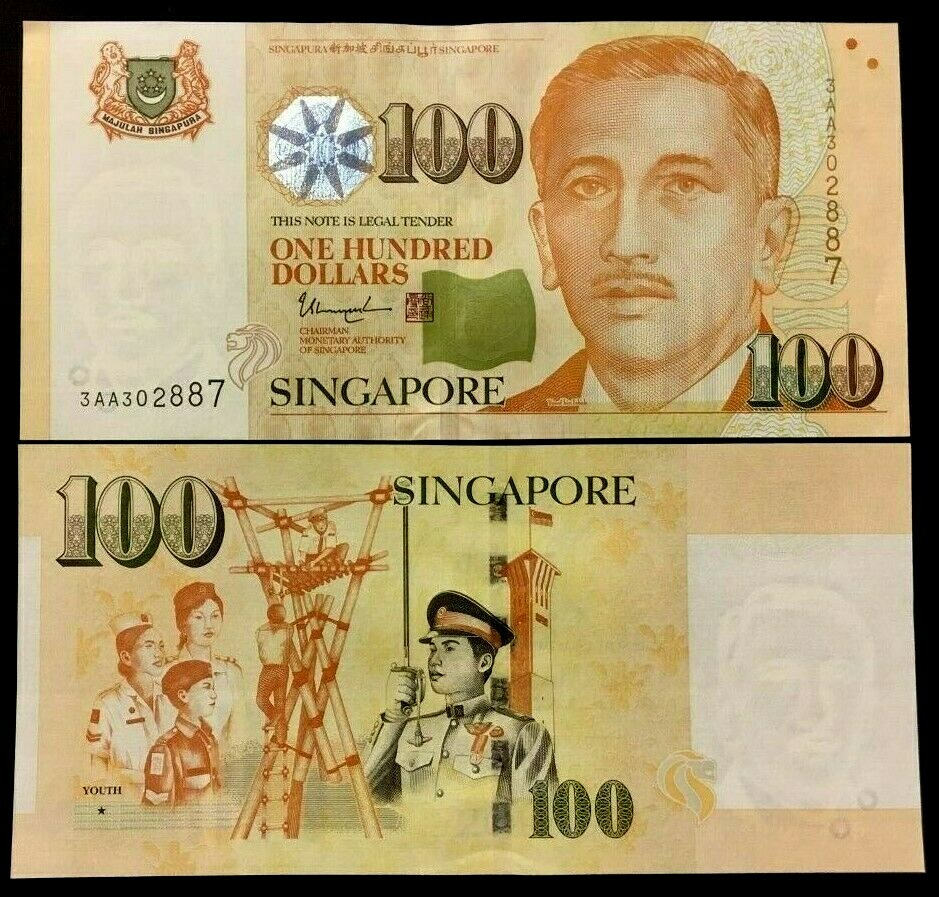 SINGAPURA 新加坡 சிங்கப்பூர் SINGAPORE
MAJULAH SINGAPURA
100
3AA302887
THIS NOTE IS LEGAL TENDER
ONE HUNDRED
DOLLARS
CHAIRMAN
MONETARY AUTHORITY
OF SINGAPORE
3AA302887
SINGAPORE
100
100
SINGAPORE
YOUTH
100